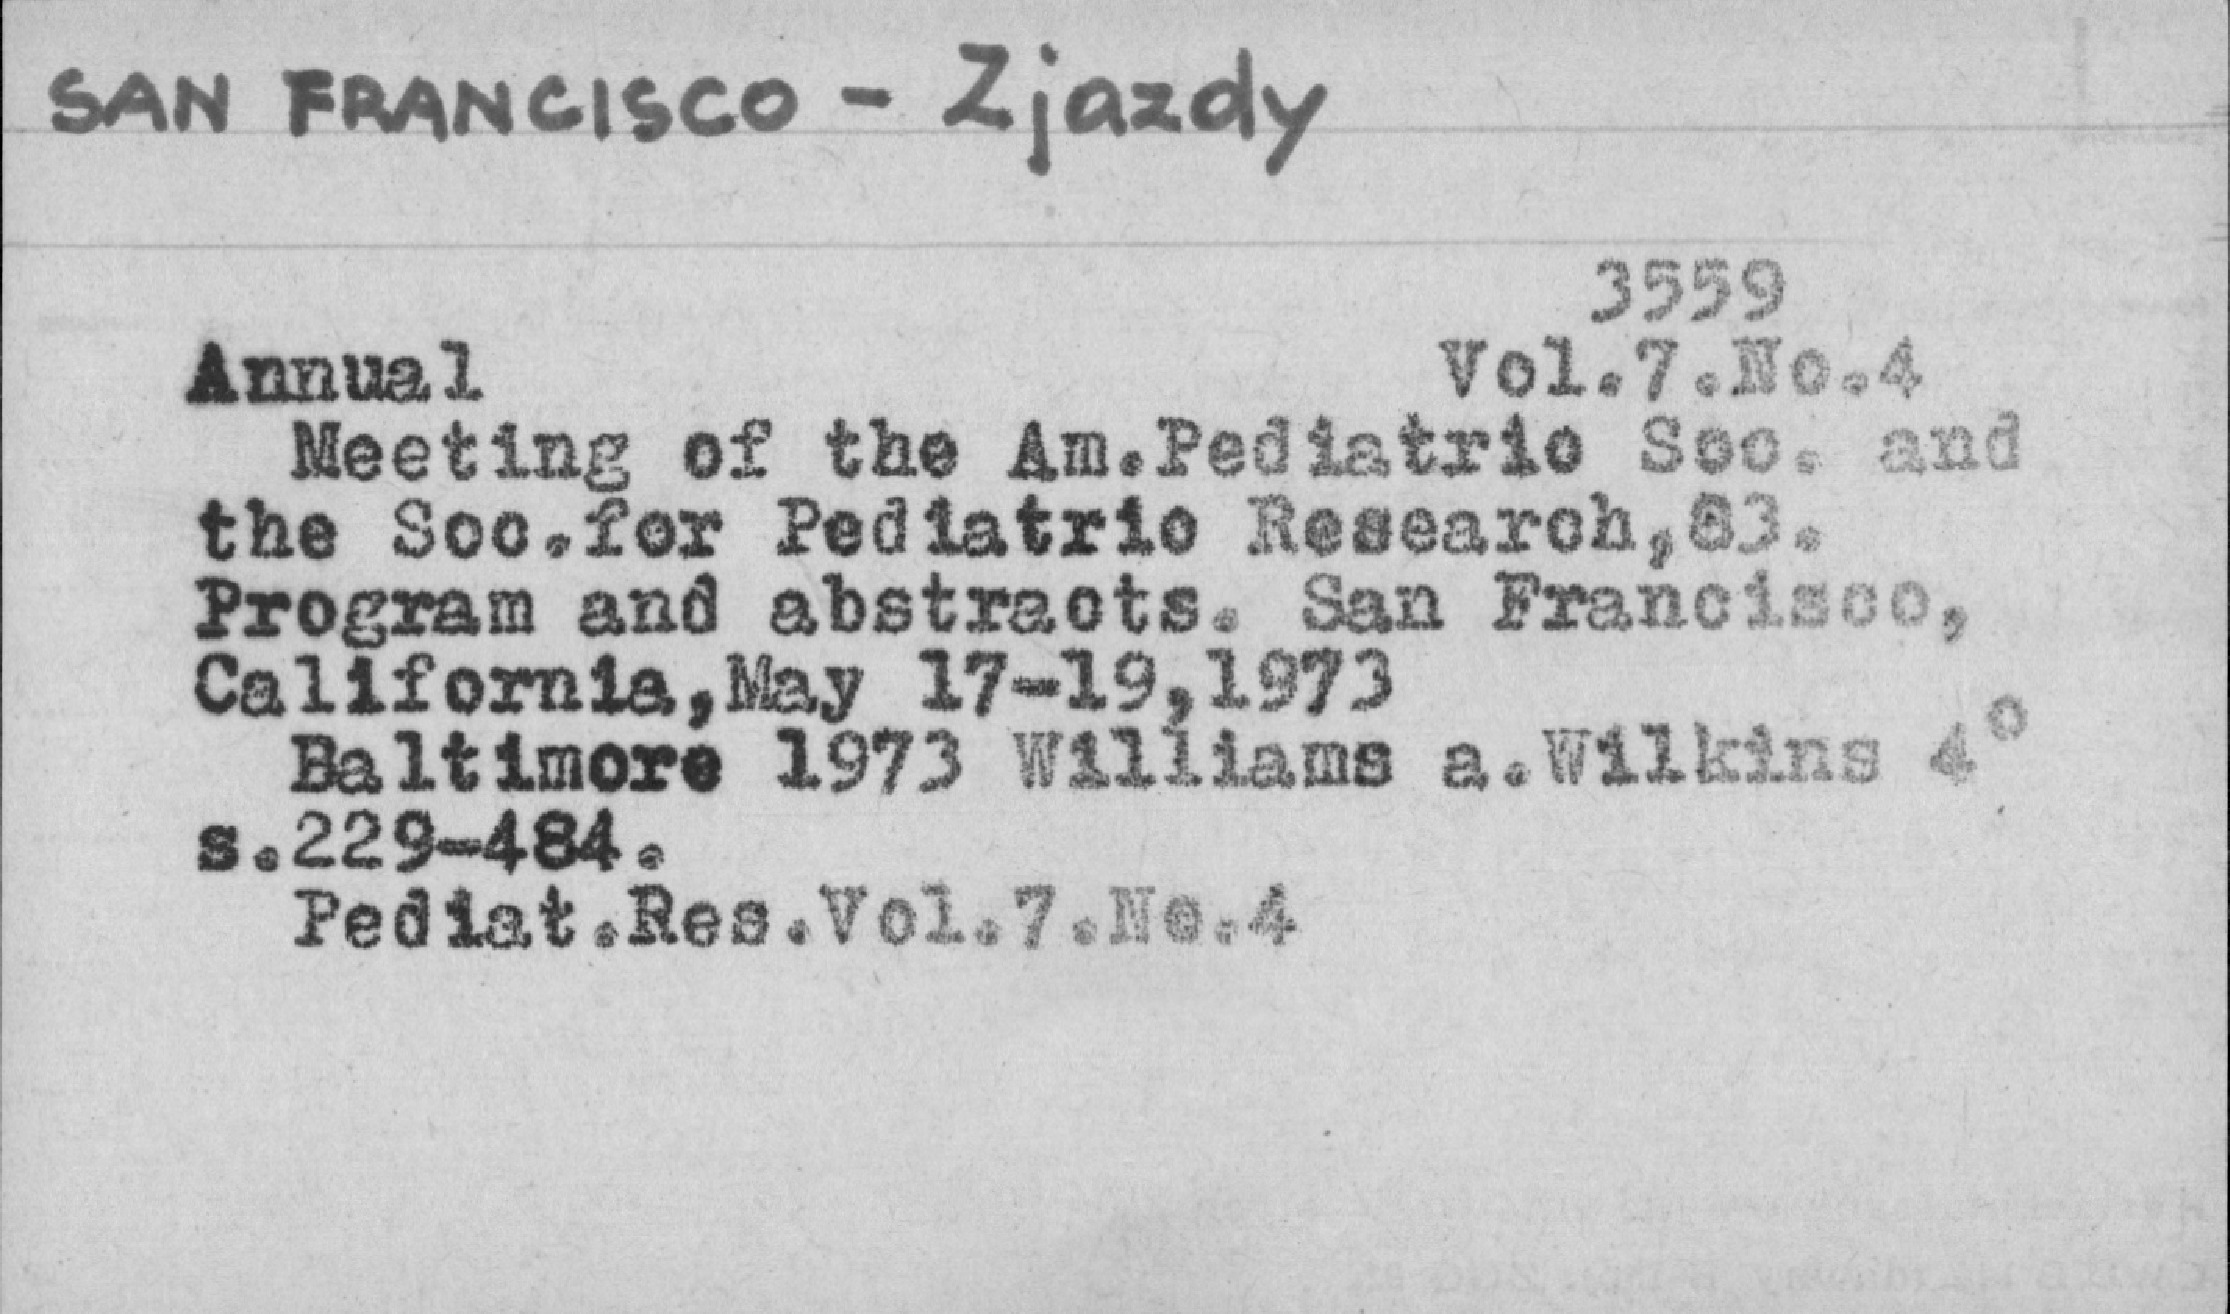 SAN FRANCISCO - Zjazdy
3559
Annual Vol.7.No.4
Meeting of the Am.Pediatric Soc. and
the Soc.for Pediatric Research,83.
Program and abstracts. San Francisco,
California,May 17-19,1973
Baltimore 1973 Williams a.Wilkins 4°
s.229-484.
Pediat.Res.Vol.7.No.4